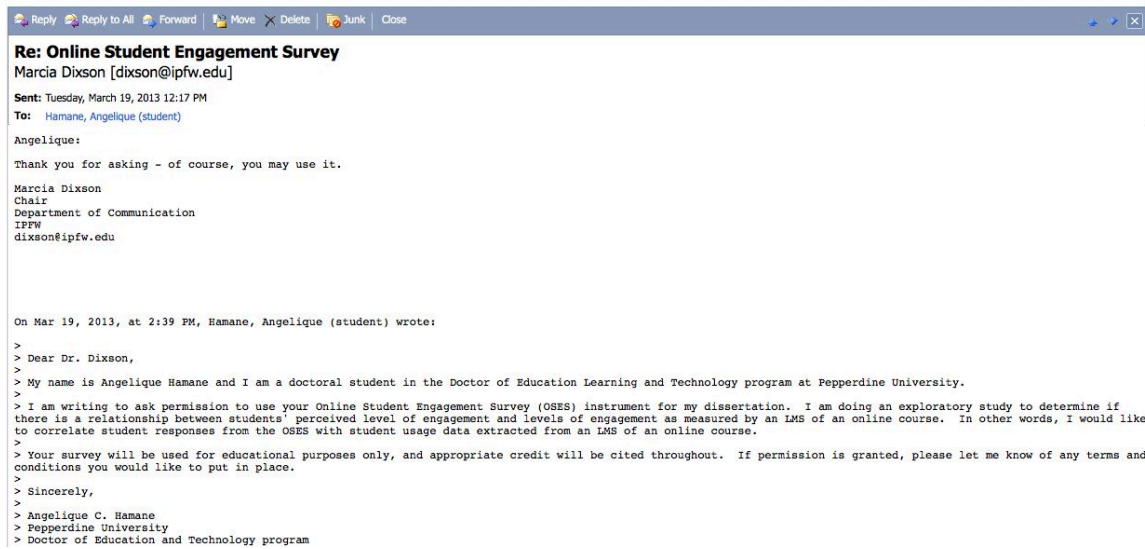 Reply Reply to All Forward Move Delete Junk Close
Re: Online Student Engagement Survey
Marcia Dixson [dixson@ipfw.edu]
Sent: Tuesday, March 19, 2013 12:17 PM
To: Hamane, Angelique (student)
Angelique:
Thank you for asking - of course, you may use it.
Marcia Dixson
Chair
Department of Communication
IPFW
dixson@ipfw.edu
On Mar 19, 2013, at 2:39 PM, Hamane, Angelique (student) wrote:
>
> Dear Dr. Dixson,
>
> My name is Angelique Hamane and I am a doctoral student in the Doctor of Education Learning and Technology program at Pepperdine University.
>
> I am writing to ask permission to use your Online Student Engagement Survey (OSES) instrument for my dissertation. I am doing an exploratory study to determine if
there is a relationship between students' perceived level of engagement and levels of engagement as measured by an LMS of an online course. In other words, I would like
to correlate student responses from the OSES with student usage data extracted from an LMS of an online course.
>
> Your survey will be used for educational purposes only, and appropriate credit will be cited throughout. If permission is granted, please let me know of any terms and
conditions you would like to put in place.
>
> Sincerely,
>
> Angelique C. Hamane
> Pepperdine University
> Doctor of Education and Technology program